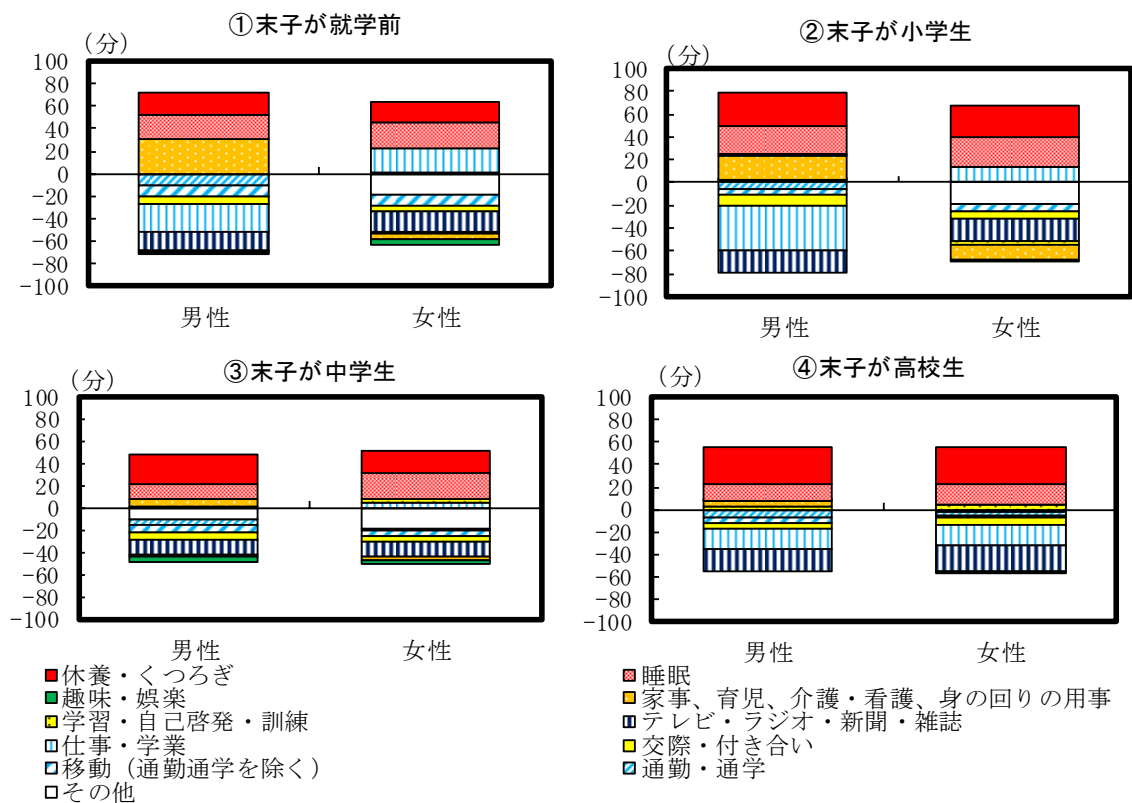 ①末子が就学前
(分)
100
80
60
40
20
0
-20
-40
-60
-80
-100
男性 女性
②末子が小学生
(分)
100
80
60
40
20
0
-20
-40
-60
-80
-100
男性 女性
③末子が中学生
(分)
100
80
60
40
20
0
-20
-40
-60
-80
-100
男性 女性
④末子が高校生
(分)
100
80
60
40
20
0
-20
-40
-60
-80
-100
男性 女性
休養・くつろぎ
趣味・娯楽
学習・自己啓発・訓練
仕事・学業
移動(通勤通学を除く)
その他
睡眠
家事、育児、介護・看護、身の回りの用事
テレビ・ラジオ・新聞・雑誌
交際・付き合い
通勤・通学